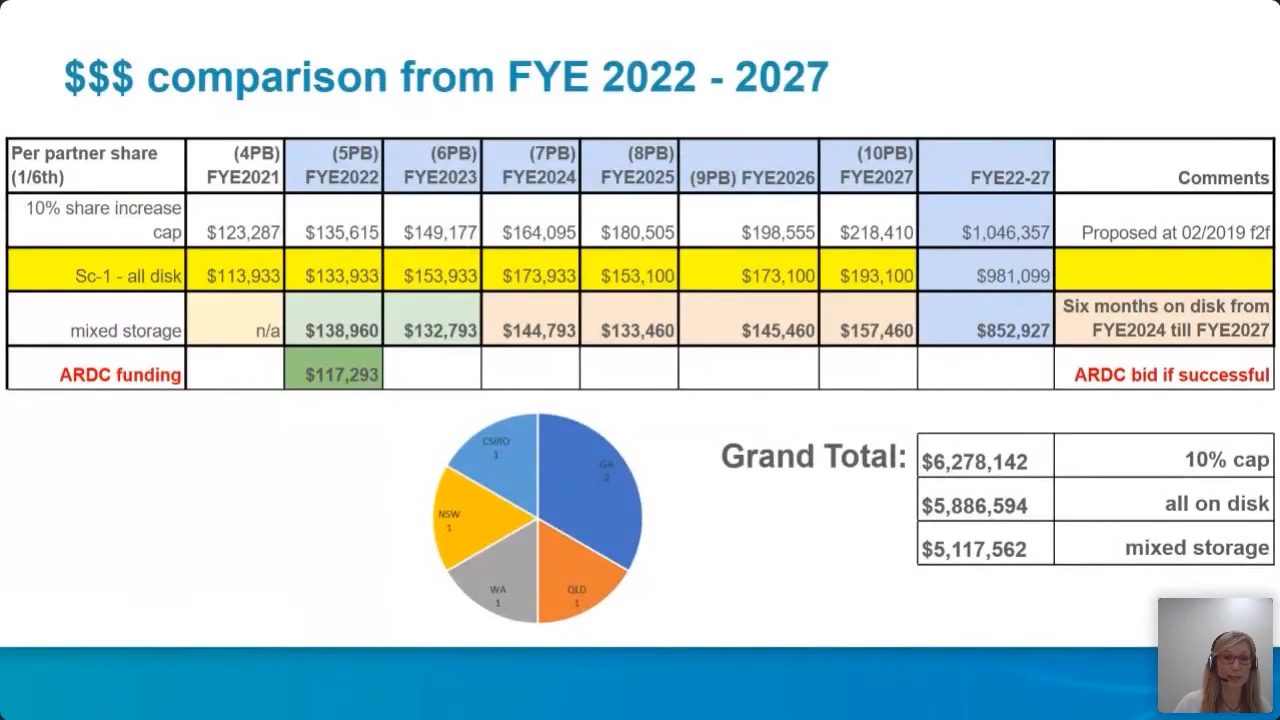 $$$ comparison from FYE 2022 - 2027
Per partner share (4PB) (5PB) (6PB) (7PB) (8PB) (10PB)
(1/6th) FYE2021 FYE2022 FYE2023 FYE2024 FYE2025 (9PB) FYE2026 FYE2027 FYE22-27 Comments
10% share increase
cap $123,287 $135,615 $149,177 $164,095 $180,505 $198,555 $218,410 $1,046,357 Proposed at 02/2019 f2f
Sc-1 - all disk $113,933 $133,933 $153,933 $173,933 $153,100 $173,100 $193,100 $981,099
Six months on disk from
mixed storage n/a $138,960 $132,793 $144,793 $133,460 $145,460 $157,460 $852,927 FYE2024 till FYE2027
ARDC funding $117,293 ARDC bid if successful
CSIRO
1
GA
2
NSW
1
WA
1
QLD
1
Grand Total:
$6,278,142 10% cap
$5,886,594 all on disk
$5,117,562 mixed storage